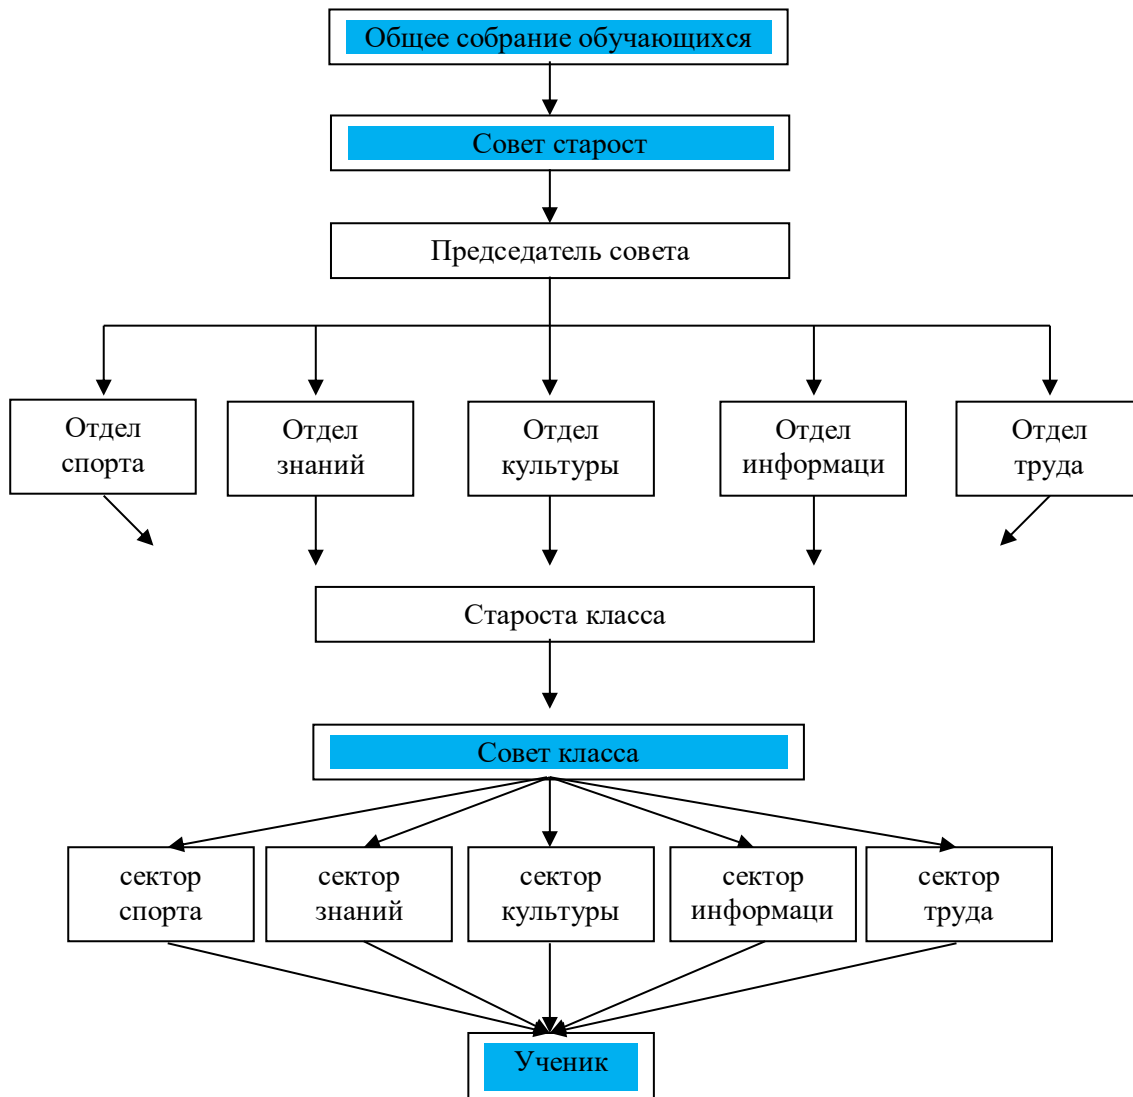 Общее собрание обучающихся
Совет старост
Председатель совета
Отдел
спорта
Отдел
знаний
Отдел
культуры
Отдел
информаци
Отдел
труда
Староста класса
Совет класса
сектор
спорта
сектор
знаний
сектор
культуры
сектор
информаци
сектор
труда
Ученик